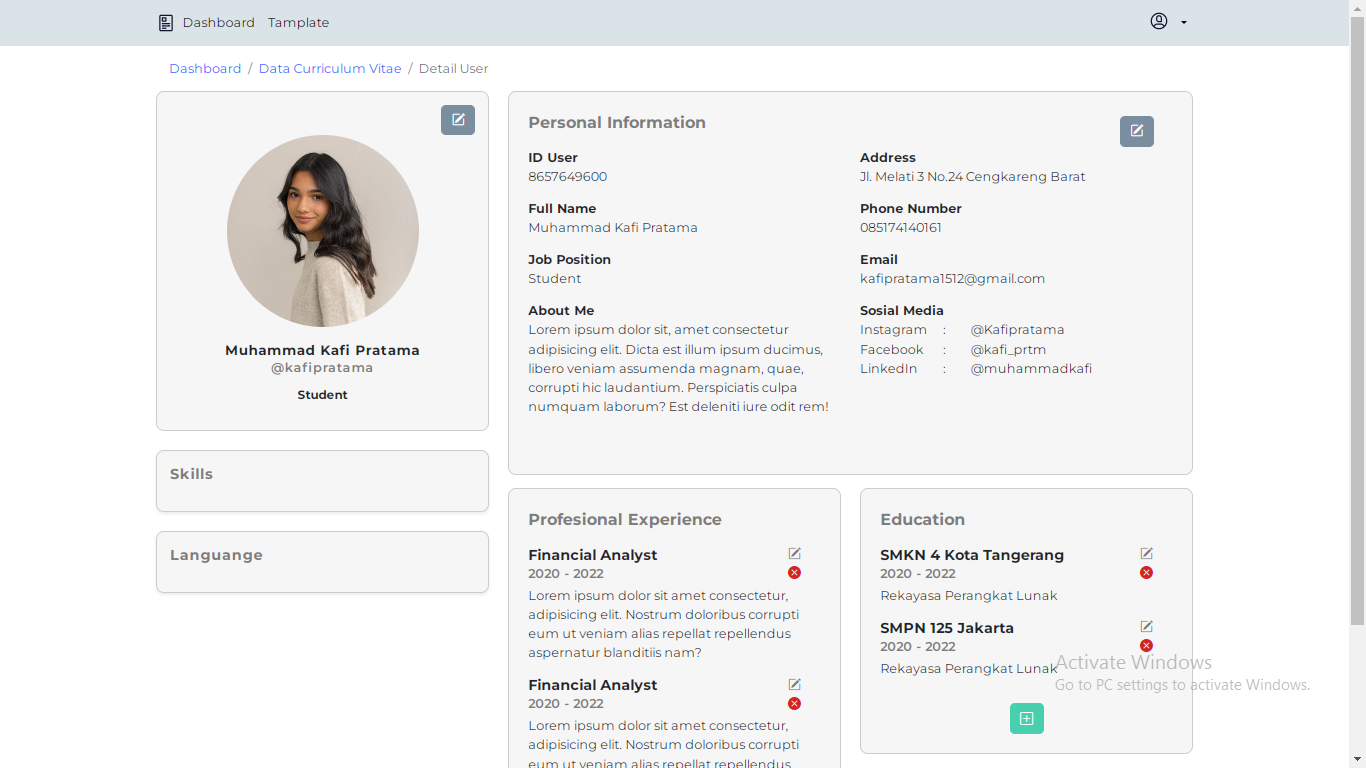 Dashboard Tamplate
Dashboard / Data Curriculum Vitae / Detail User
Muhammad Kafi Pratama
@kafipratama
Student
Skills
Languange
Personal Information
ID User
8657649600
Full Name
Muhammad Kafi Pratama
Job Position
Student
About Me
Lorem ipsum dolor sit, amet consectetur
adipisicing elit. Dicta est illum ipsum ducimus,
libero veniam assumenda magnam, quae,
corrupti hic laudantium. Perspiciatis culpa
numquam laborum? Est deleniti iure odit rem!
Address
Jl. Melati 3 No.24 Cengkareng Barat
Phone Number
085174140161
Email
kafipratama1512@gmail.com
Sosial Media
Instagram : @Kafipratama
Facebook : @kafi_prtm
LinkedIn : @muhammadkafi
Profesional Experience
Financial Analyst
2020 - 2022
Lorem ipsum dolor sit amet consectetur,
adipisicing elit. Nostrum doloribus corrupti
eum ut veniam alias repellat repellendus
aspernatur blanditiis nam?
Financial Analyst
2020 - 2022
Lorem ipsum dolor sit amet consectetur,
adipisicing elit. Nostrum doloribus corrupti
eum ut veniam alias repellat repellendus
Education
SMKN 4 Kota Tangerang
2020 - 2022
Rekayasa Perangkat Lunak
SMPN 125 Jakarta
2020 - 2022
Rekayasa Perangkat Lunak
Activate Windows
Go to PC settings to activate Windows.